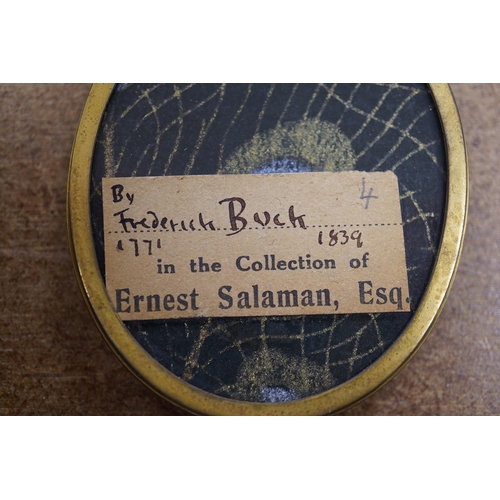 By 4
Frederick Buck
1771 1839
in the Collection of
Ernest Salaman, Esq.